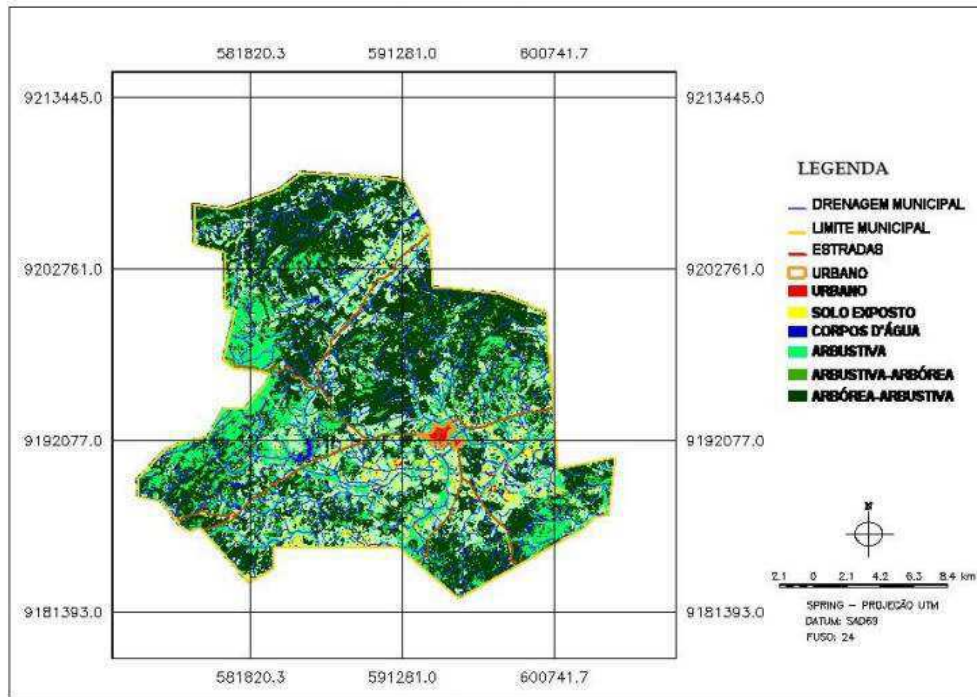 581820.3 591281.0 600741.7
9213445.0 9213445.0
LEGENDA
DRENAGEM MUNICIPAL
LIMITE MUNICIPAL
ESTRADAS
9202761.0 9202761.0
URBANO
URBANO
SOLO EXPOSTO
CORPOS D'ÁGUA
ARBUSTIVA
ARBUSTIVA-ARBÓREA
ARBÓREA-ARBUSTIVA
9192077.0 9192077.0
N
2.1 0 2.1 4.2 6.3 8.4 km
9181393.0 9181393.0
SPRING - PROJEÇÃO UTM
DATUM: SAD69
FUSO: 24
581820.3 591281.0 600741.7